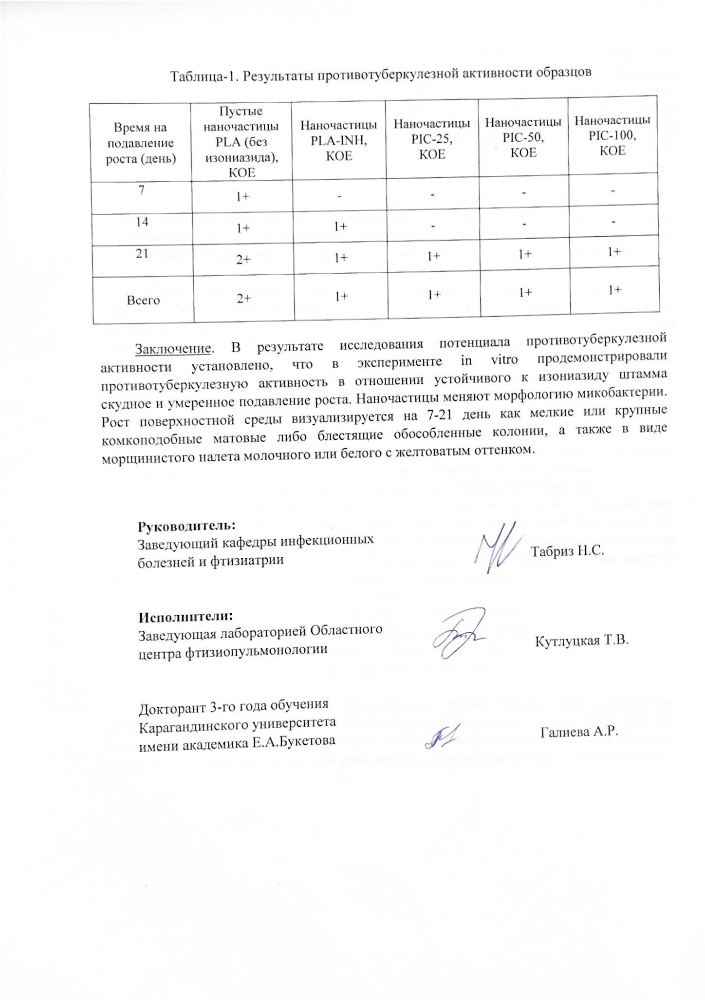 Таблица-1. Результаты противотуберкулезной активности образцов
Время на подавление роста (день) Пустые наночастицы PLA (без изониазида), КОЕ Наночастицы PLA-INH, КОЕ Наночастицы PIC-25, КОЕ Наночастицы PIC-50, КОЕ Наночастицы PIC-100, КОЕ
7 1+ - - - -
14 1+ 1+ - - -
21 2+ 1+ 1+ 1+ 1+
Всего 2+ 1+ 1+ 1+ 1+
Заключение. В результате исследования потенциала противотуберкулезной
активности установлено, что в эксперименте in vitro продемонстрировали
противотуберкулезную активность в отношении устойчивого к изониазиду штамма
скудное и умеренное подавление роста. Наночастицы меняют морфологию микобактерии.
Рост поверхностной среды визуализируется на 7-21 день как мелкие или крупные
комкоподобные матовые либо блестящие обособленные колонии, а также в виде
морщинистого налета молочного или белого с желтоватым оттенком.
Руководитель:
Заведующий кафедры инфекционных
болезней и фтизиатрии Табриз Н.С.
Исполнители:
Заведующая лабораторией Областного
центра фтизиопульмонологии Кутлуцкая Т.В.
Докторант 3-го года обучения
Карагандинского университета
имени академика Е.А.Букетова Галиева А.Р.